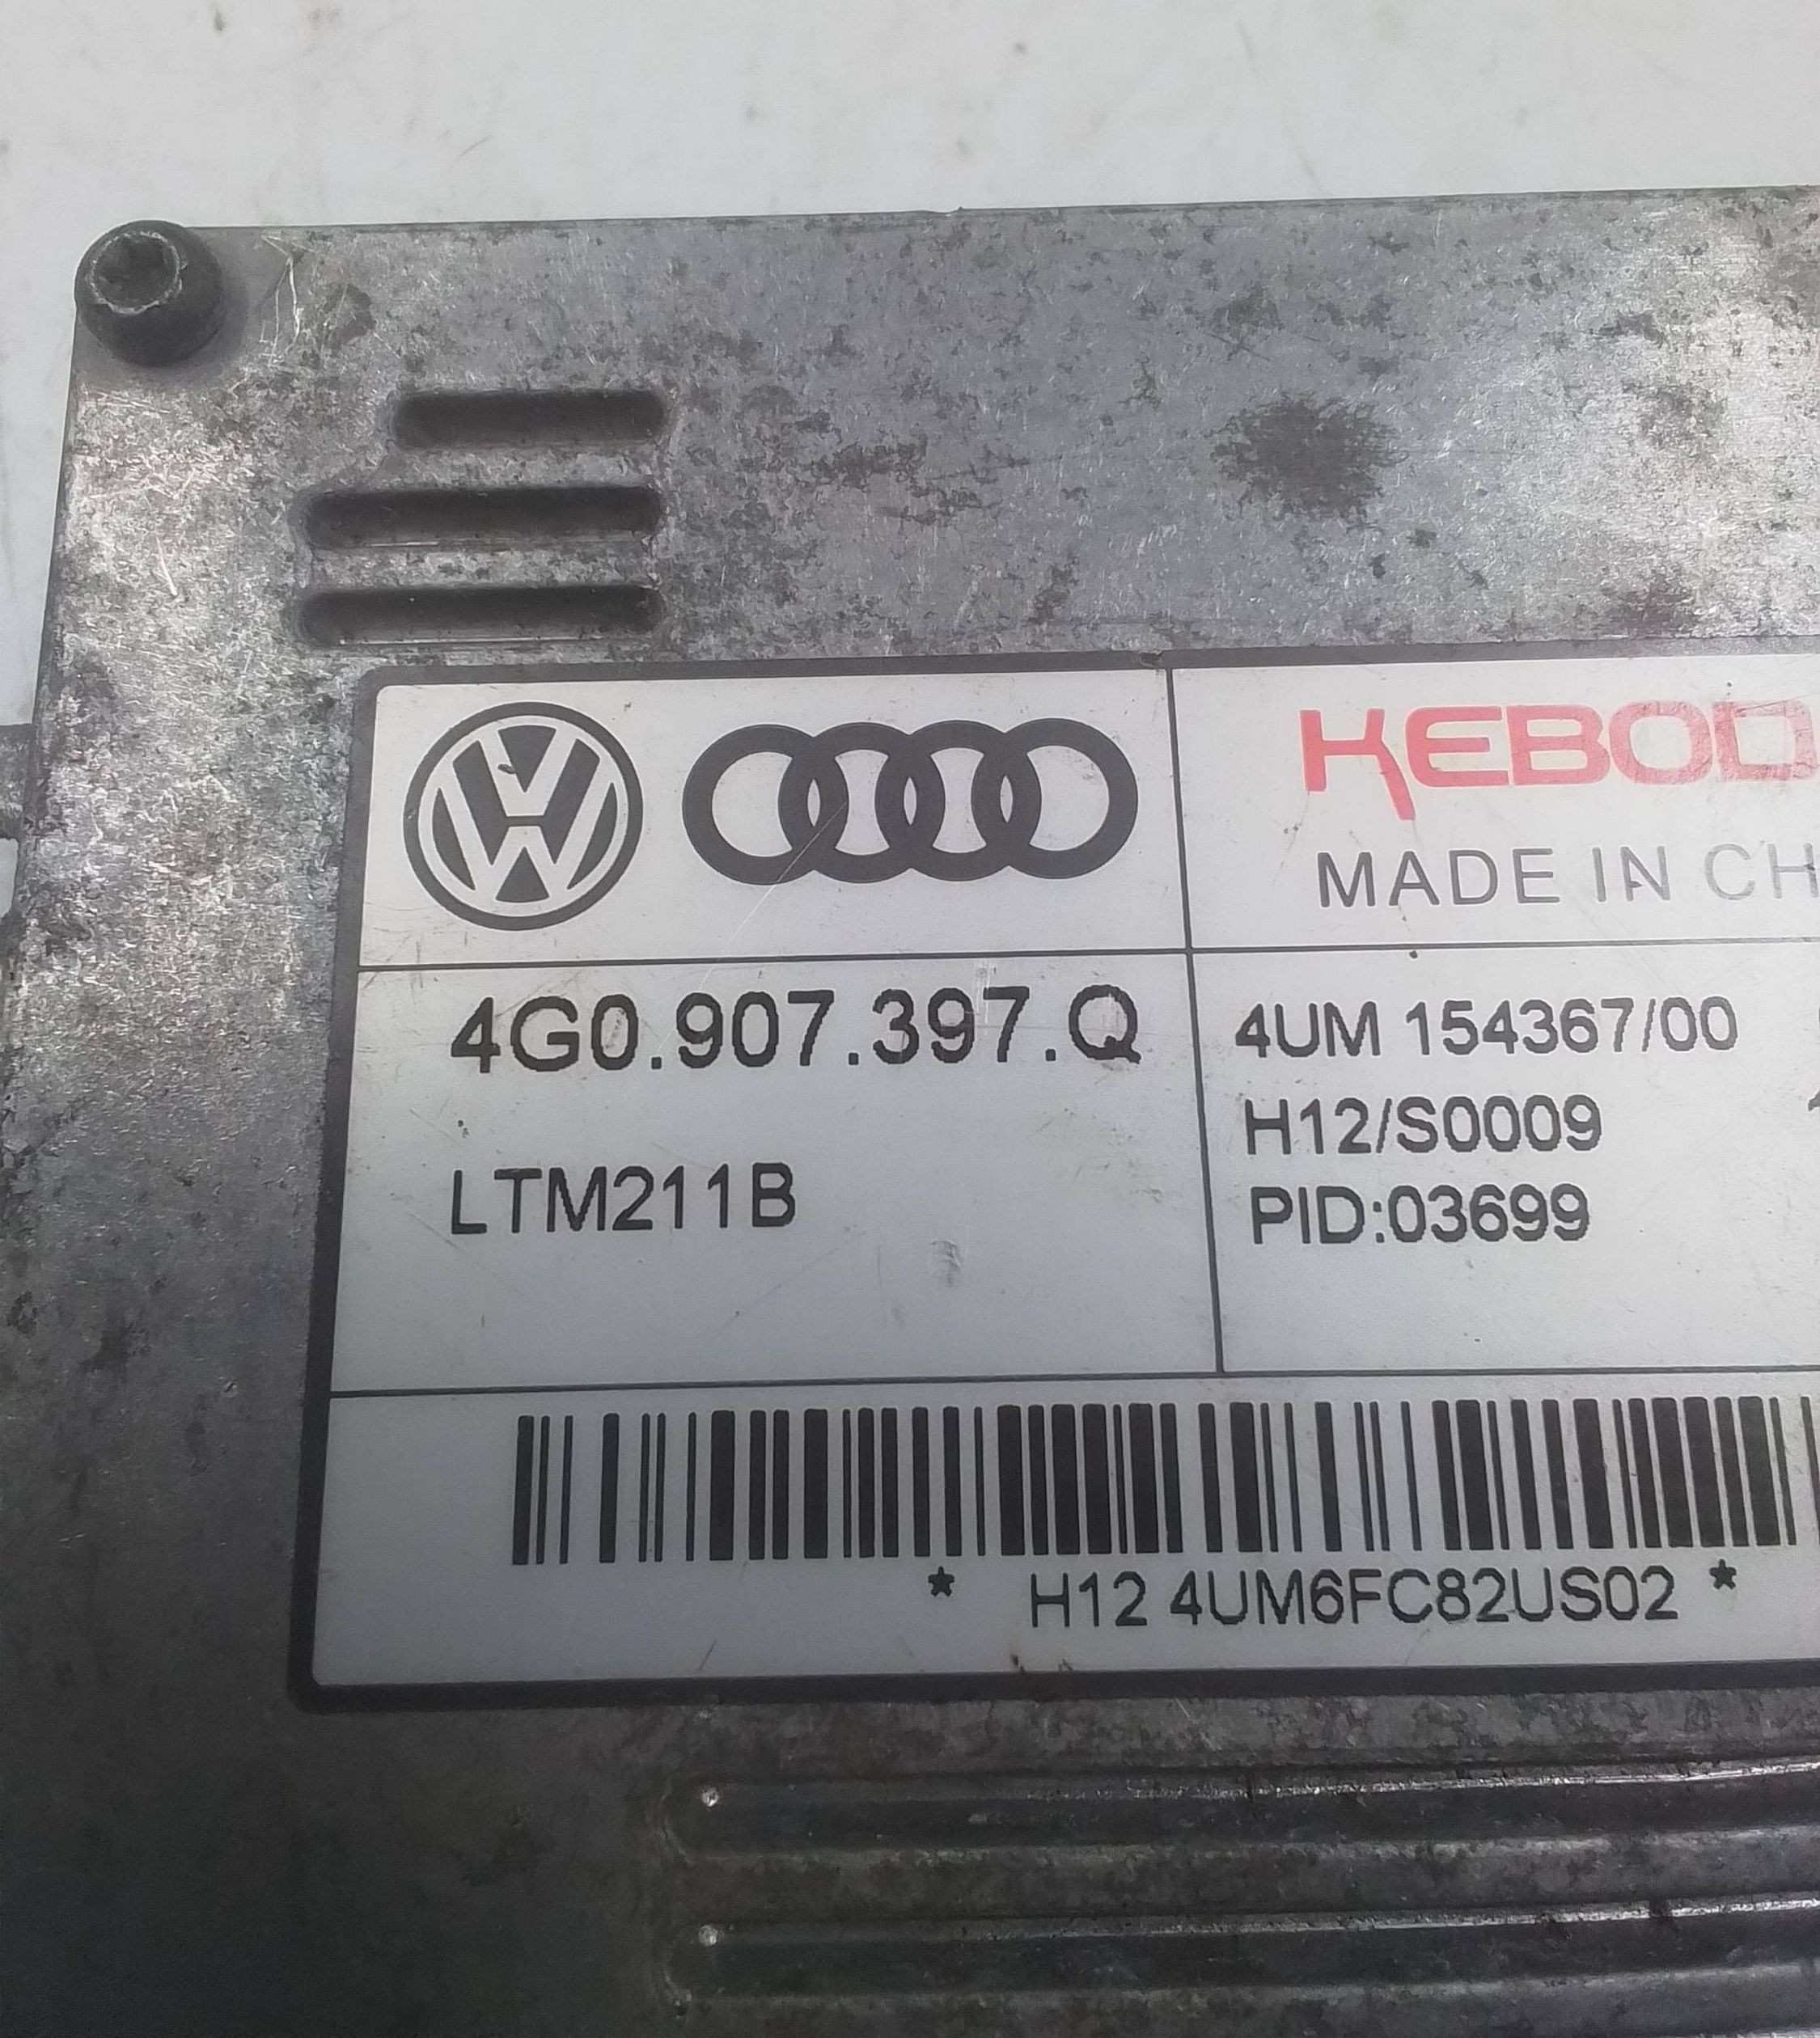 KEBOD
MADE IN CH
4G0.907.397.Q
LTM211B
4UM 154367/00
H12/S0009
PID:03699
* H12 4UM6FC82US02 *